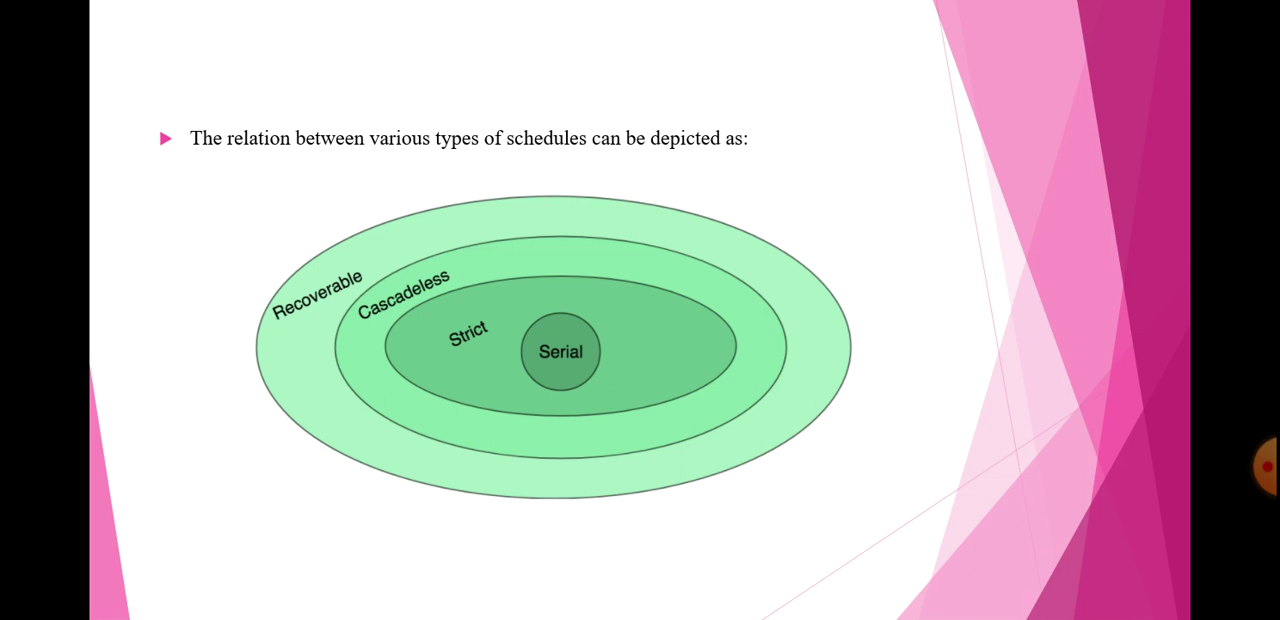 The relation between various types of schedules can be depicted as:
Recoverable
Cascadeless
Strict
Serial